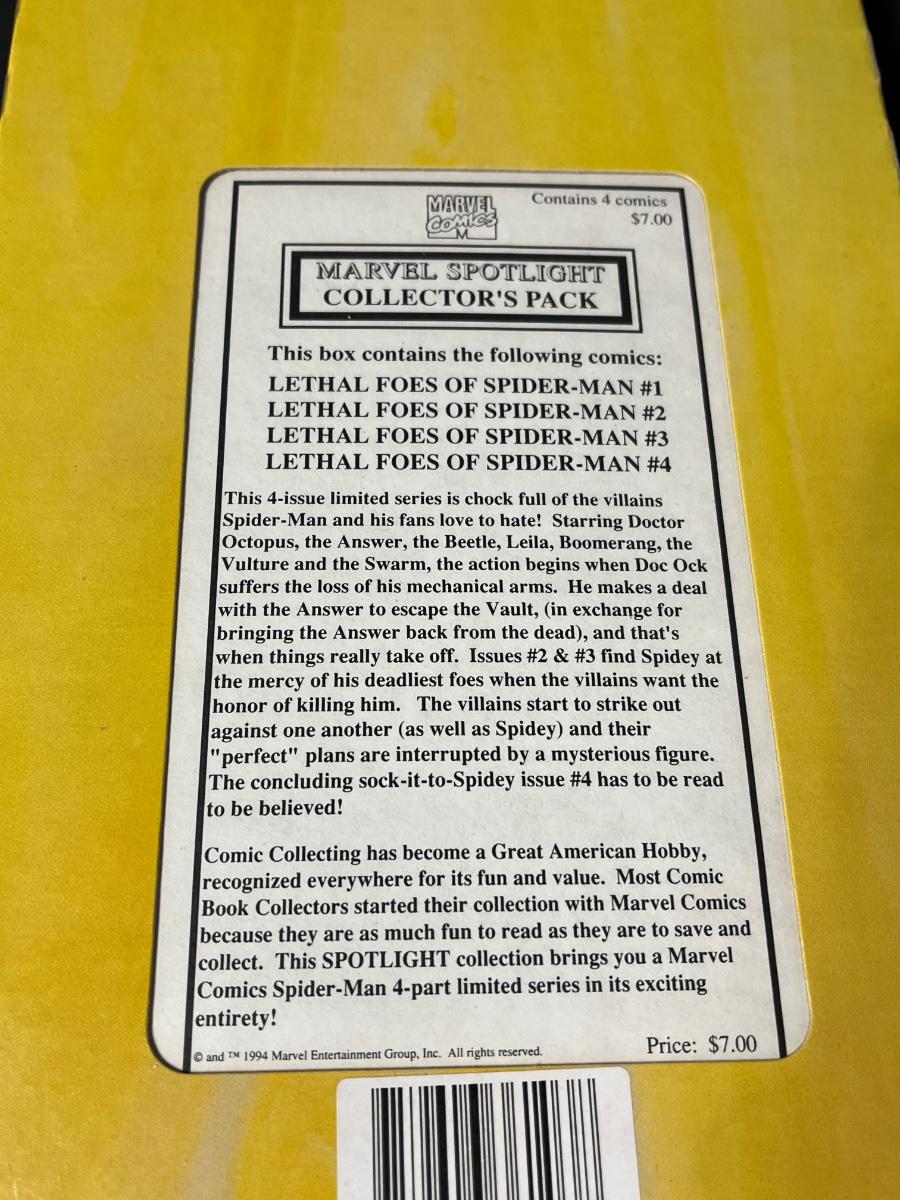 MARVEL
COMICS
M
Contains 4 comics
$7.00
MARVEL SPOTLIGHT
COLLECTOR'S PACK
This box contains the following comics:
LETHAL FOES OF SPIDER-MAN #1
LETHAL FOES OF SPIDER-MAN #2
LETHAL FOES OF SPIDER-MAN #3
LETHAL FOES OF SPIDER-MAN #4
This 4-issue limited series is chock full of the villains
Spider-Man and his fans love to hate! Starring Doctor
Octopus, the Answer, the Beetle, Leila, Boomerang, the
Vulture and the Swarm, the action begins when Doc Ock
suffers the loss of his mechanical arms. He makes a deal
with the Answer to escape the Vault, (in exchange for
bringing the Answer back from the dead), and that's
when things really take off. Issues #2 & #3 find Spidey at
the mercy of his deadliest foes when the villains want the
honor of killing him. The villains start to strike out
against one another (as well as Spidey) and their
"perfect" plans are interrupted by a mysterious figure.
The concluding sock-it-to-Spidey issue #4 has to be read
to be believed!
Comic Collecting has become a Great American Hobby,
recognized everywhere for its fun and value. Most Comic
Book Collectors started their collection with Marvel Comics
because they are as much fun to read as they are to save and
collect. This SPOTLIGHT collection brings you a Marvel
Comics Spider-Man 4-part limited series in its exciting
entirety!
© and ™ 1994 Marvel Entertainment Group, Inc. All rights reserved.
Price: $7.00